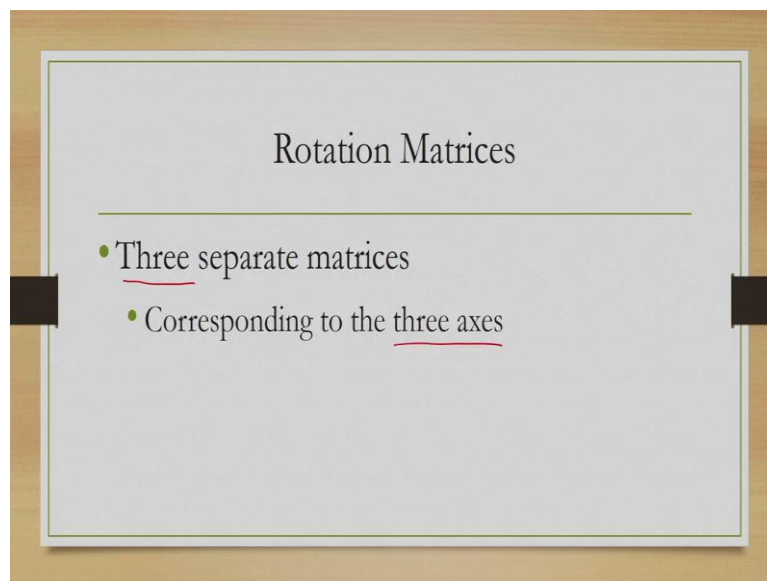 Rotation Matrices
• Three separate matrices
• Corresponding to the three axes